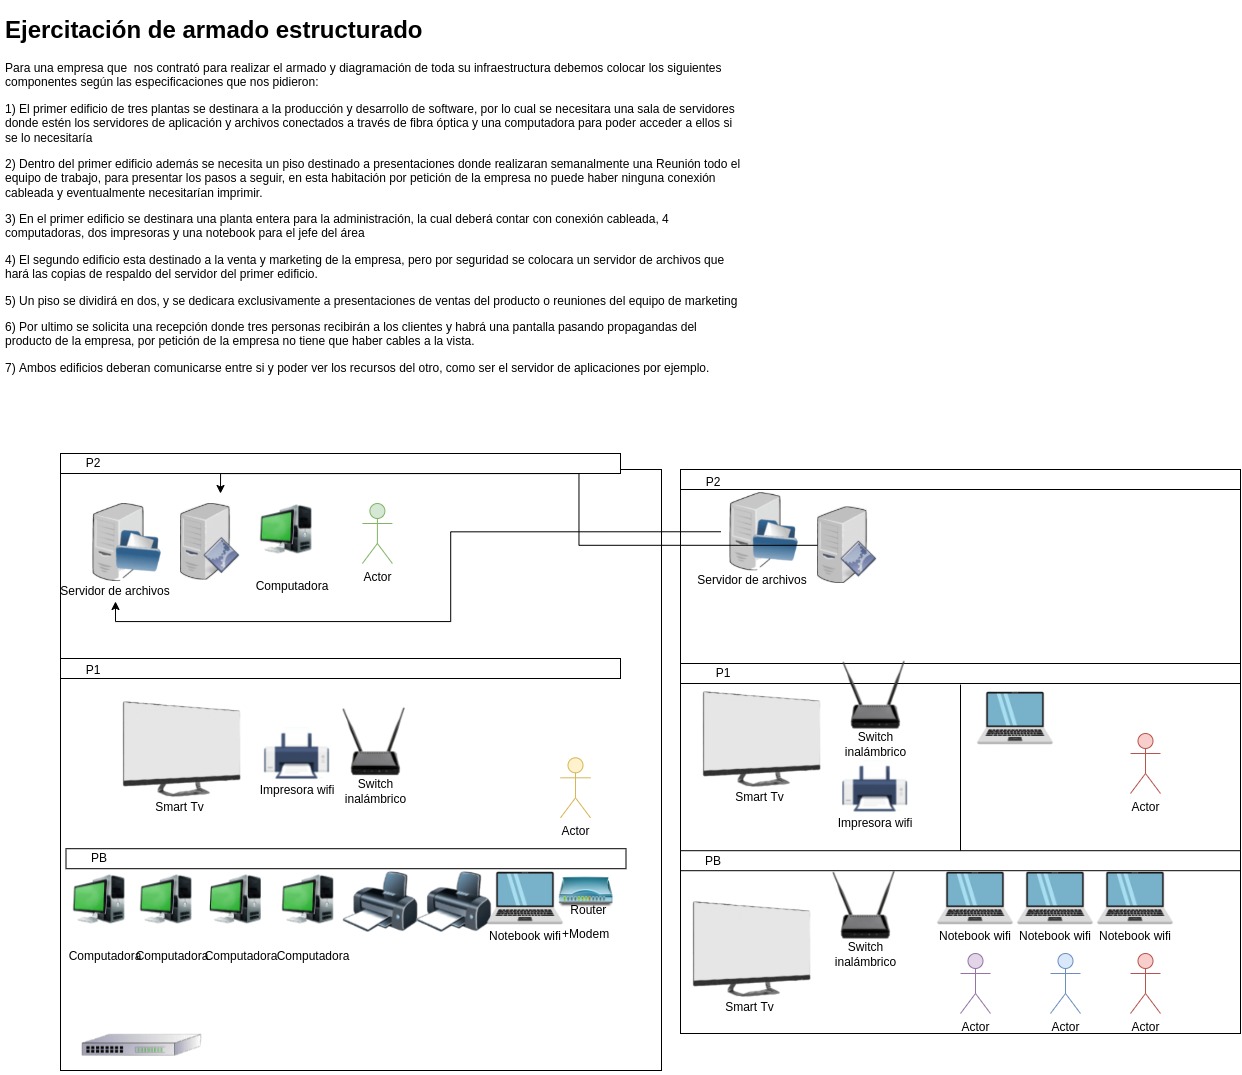 Ejercitación de armado estructurado
Para una empresa que  nos contrató para realizar el armado y diagramación de toda su infraestructura debemos colocar los siguientes
componentes según las especificaciones que nos pidieron:
1) El primer edificio de tres plantas se destinara a la producción y desarrollo de software, por lo cual se necesitara una sala de servidores
donde estén los servidores de aplicación y archivos conectados a través de fibra óptica y una computadora para poder acceder a ellos si
se lo necesitaría
2) Dentro del primer edificio además se necesita un piso destinado a presentaciones donde realizaran semanalmente una Reunión todo el
equipo de trabajo, para presentar los pasos a seguir, en esta habitación por petición de la empresa no puede haber ninguna conexión
cableada y eventualmente necesitarían imprimir.
3) En el primer edificio se destinara una planta entera para la administración, la cual deberá contar con conexión cableada, 4
computadoras, dos impresoras y una notebook para el jefe del área
4) El segundo edificio esta destinado a la venta y marketing de la empresa, pero por seguridad se colocara un servidor de archivos que
hará las copias de respaldo del servidor del primer edificio.
5) Un piso se dividirá en dos, y se dedicara exclusivamente a presentaciones de ventas del producto o reuniones del equipo de marketing
6) Por ultimo se solicita una recepción donde tres personas recibirán a los clientes y habrá una pantalla pasando propagandas del
producto de la empresa, por petición de la empresa no tiene que haber cables a la vista.
7) Ambos edificios deberan comunicarse entre si y poder ver los recursos del otro, como ser el servidor de aplicaciones por ejemplo.
P2
Servidor de archivos
Computadora
Actor
P1
Smart Tv
Impresora wifi
Switch
inalámbrico
Actor
PB
Computadora
Computadora
Computadora
Computadora
Notebook wifi
Router
+Modem
P2
Servidor de archivos
P1
Smart Tv
Switch
inalámbrico
Impresora wifi
Actor
PB
Smart Tv
Switch
inalámbrico
Notebook wifi
Notebook wifi
Notebook wifi
Actor
Actor
Actor